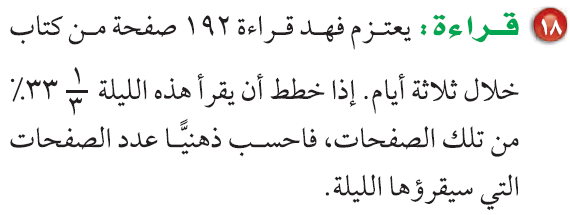 ١٨ قراءة: يعتزم فهد قراءة ١٩٢ صفحة من كتاب
خلال ثلاثة أيام. إذا خطط أن يقرأ هذه الليلة ٣٣ ١/٣٪
من تلك الصفحات، فاحسب ذهنيًّا عدد الصفحات
التي سيقرؤها الليلة.